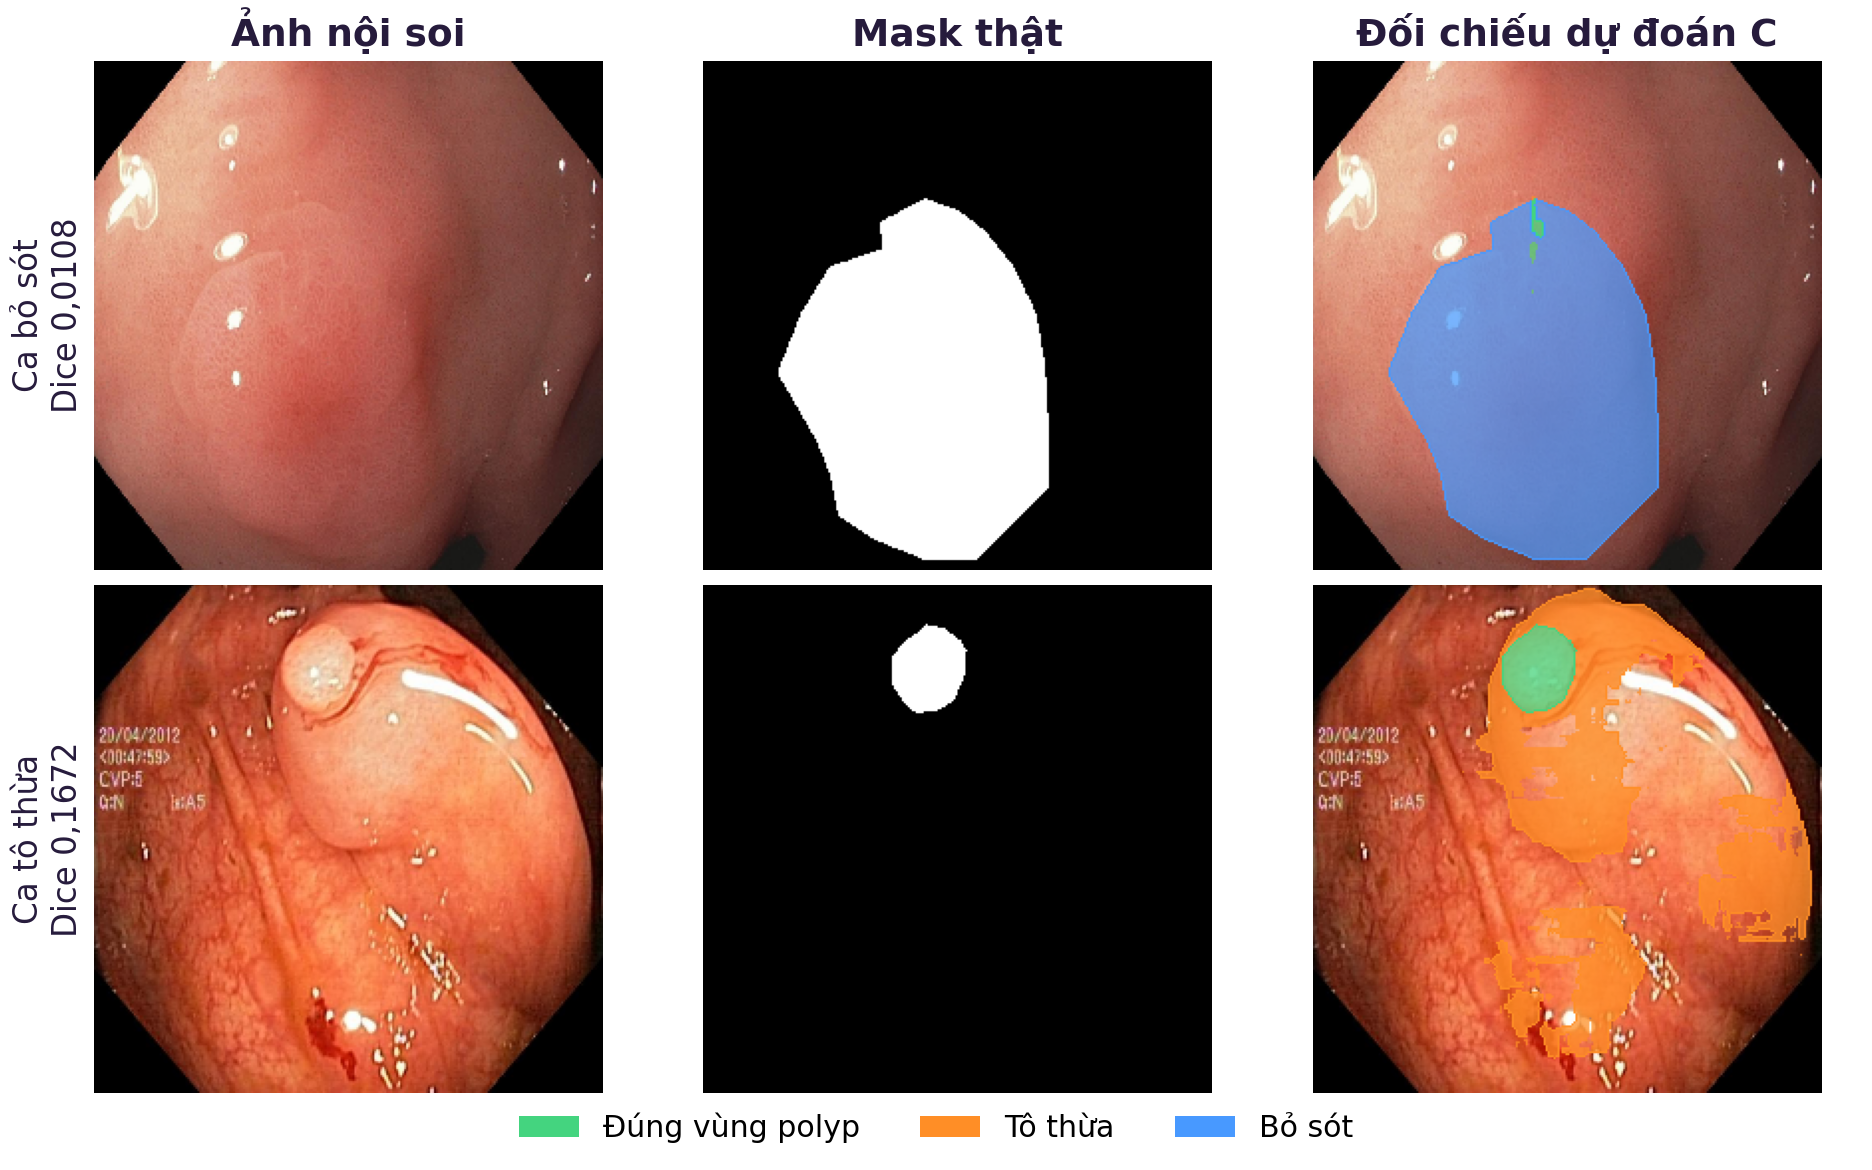 Ảnh nội soi
Mask thật
Đối chiếu dự đoán C
Ca bỏ sót
Dice 0,0108
Ca tô thừa
Dice 0,1672
20/04/2012
<00:47:59>
CVP:5
G:N
20/04/2012
<00:47:59>
CVP:5
G:N
Đúng vùng polyp
Tô thừa
Bỏ sót